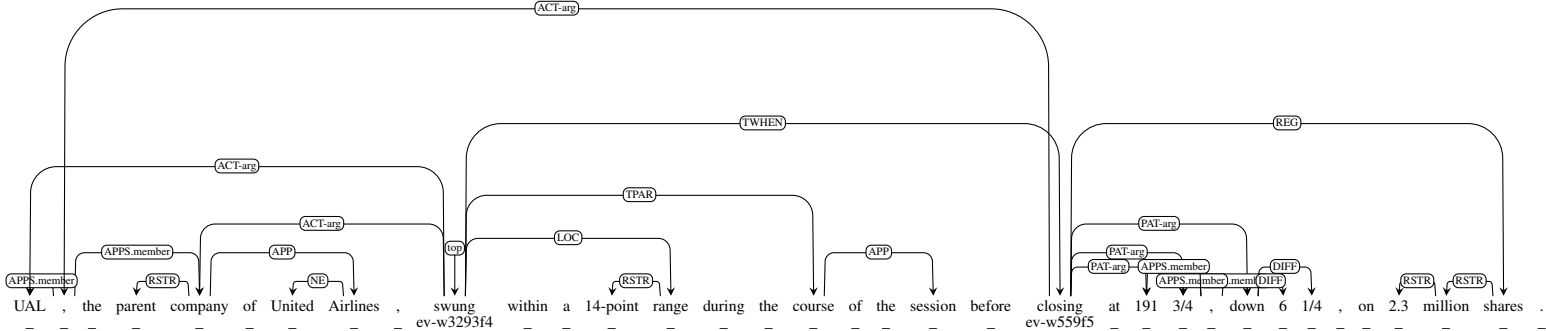 ACT-arg
TWHEN
REG
ACT-arg
TPAR
ACT-arg
PAT-arg
LOC
top
APPS.member
APP
APP
PAT-arg
APPS.member
RSTR
NE
RSTR
PAT-arg
APPS.member
DIFF
APPS.member
DIFF
RSTR
RSTR
UAL , the parent company of United Airlines , swung within a 14-point range during the course of the session before closing at 191 3/4 , down 6 1/4 , on 2.3 million shares .
_ _ _ _ _ _ _ _ _ ev-w3293f4 _ _ _ _ _ _ _ _ _ _ _ ev-w559f5 _ _ _ _ _ _ _ _ _ _ _ _ _